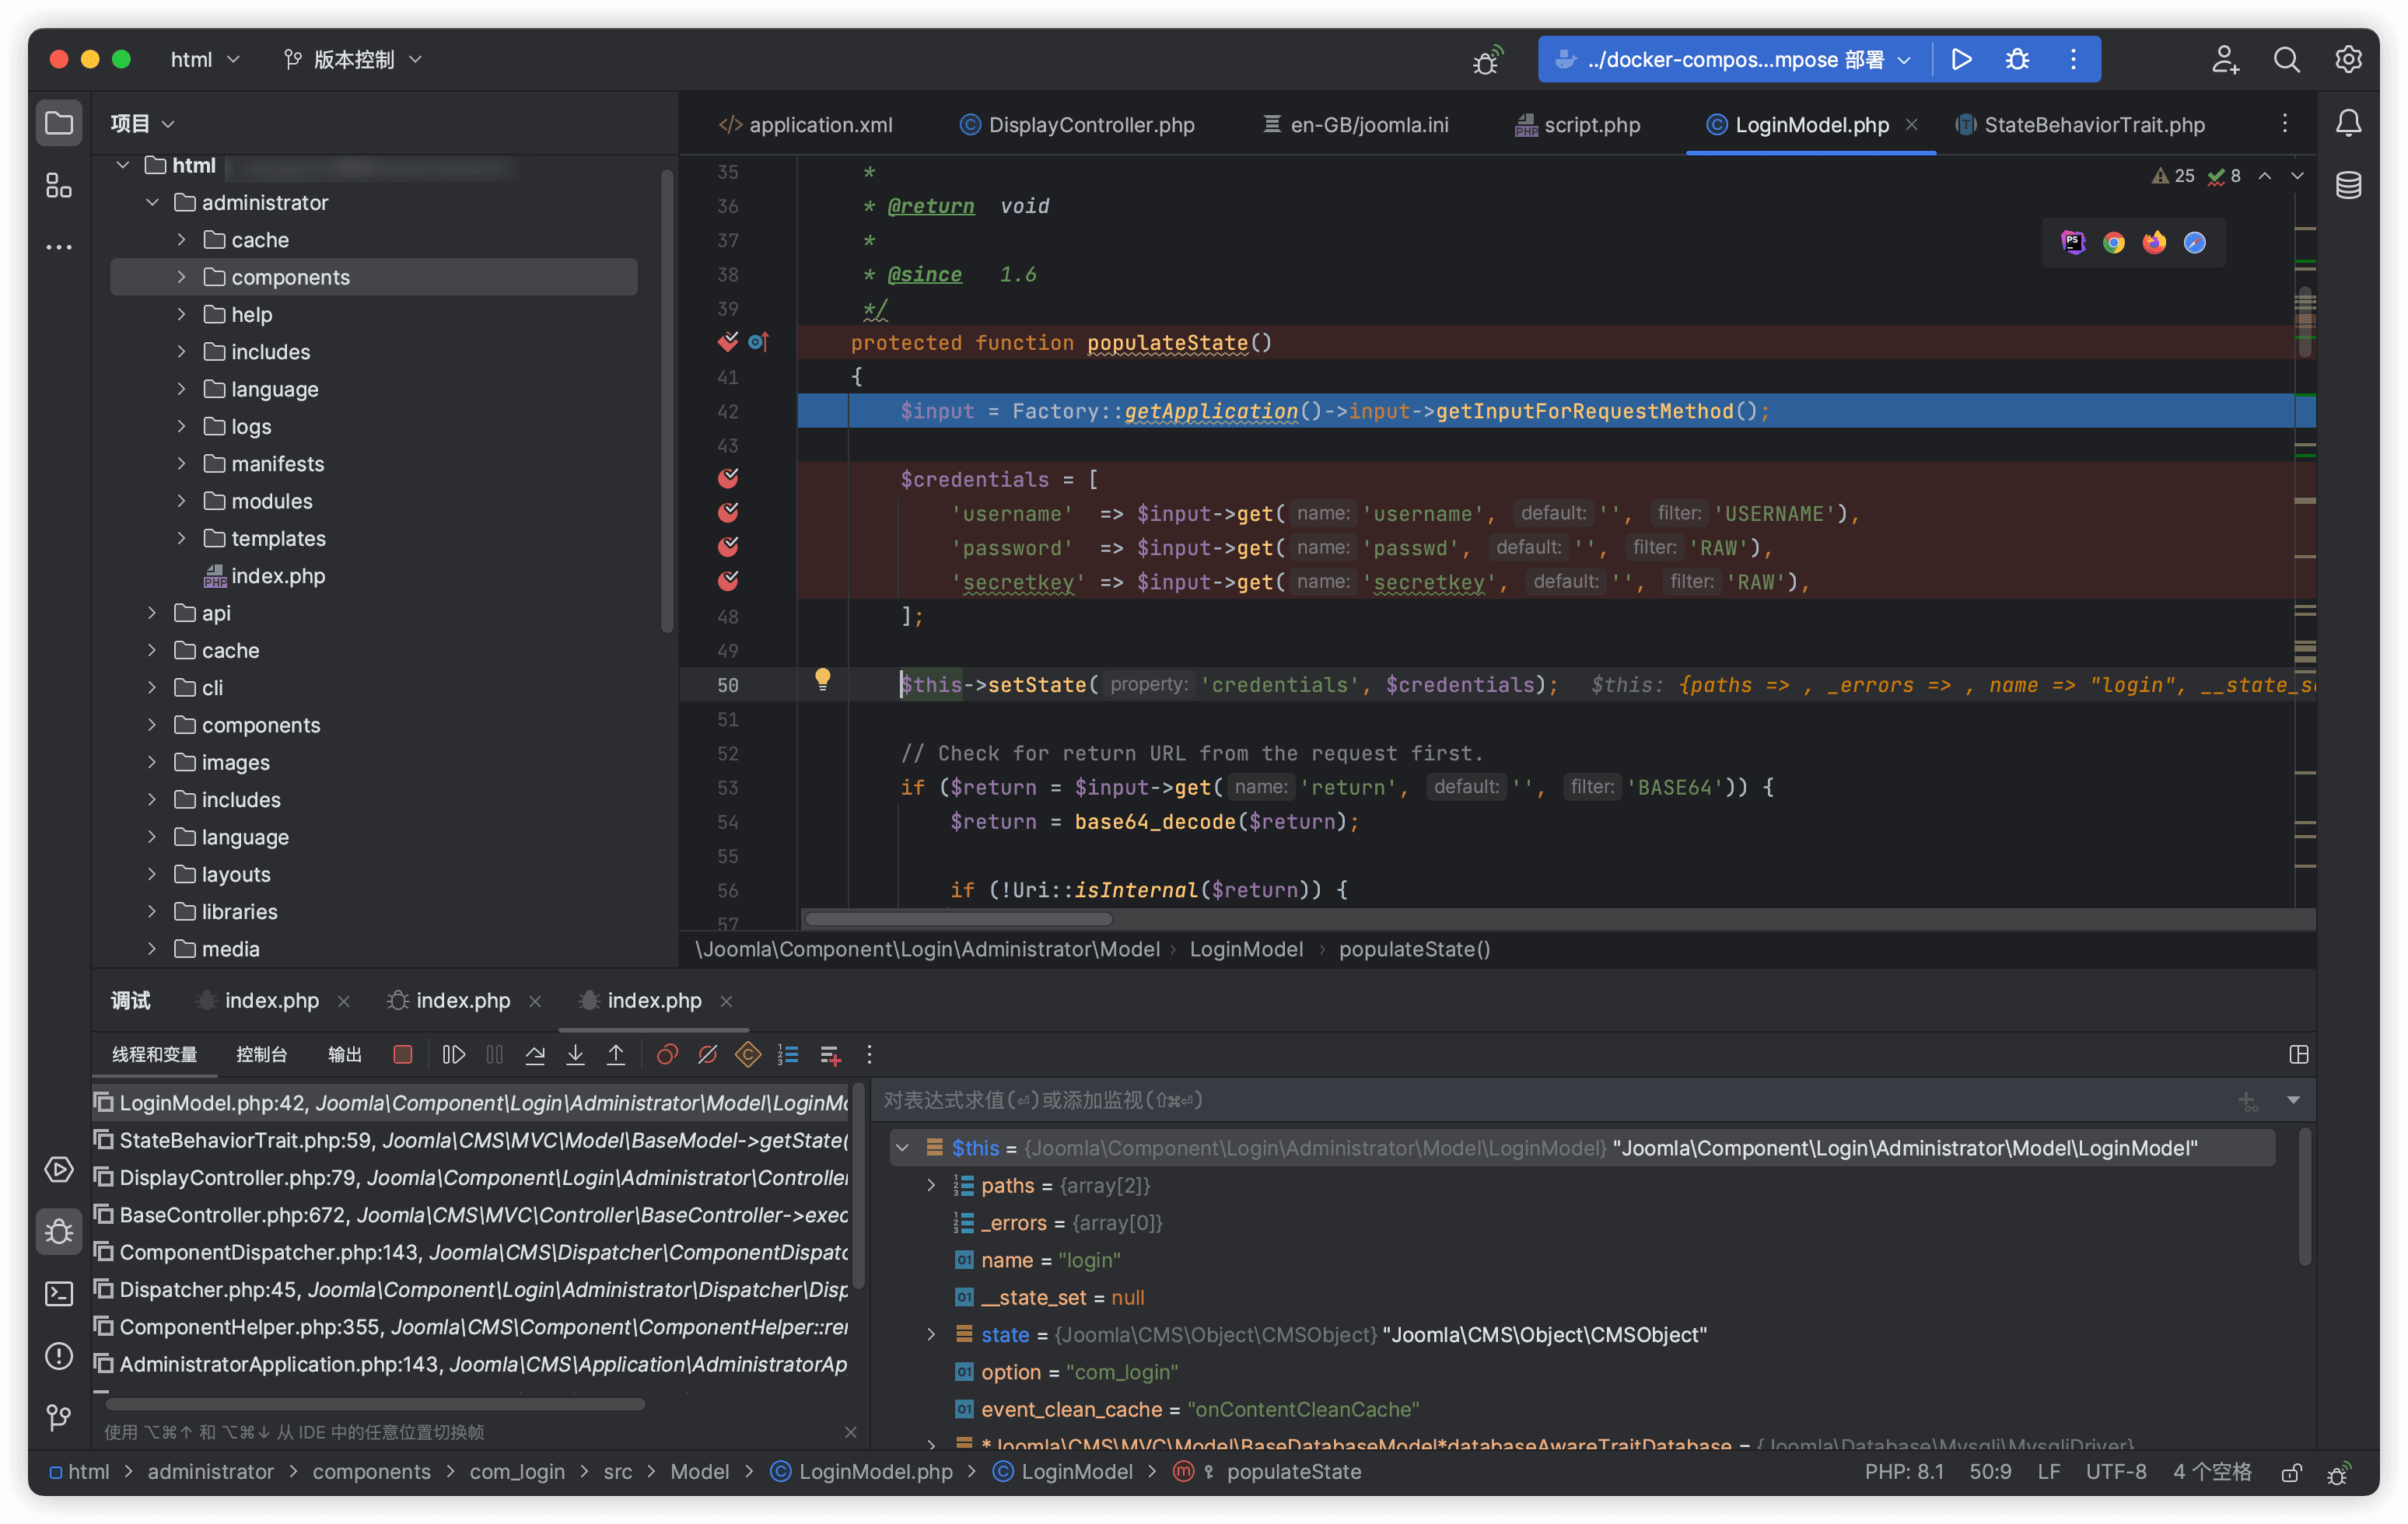 html
版本控制
../docker-compos...mpose 部署
项目
application.xml
DisplayController.php
en-GB/joomla.ini
script.php
LoginModel.php
StateBehaviorTrait.php
html
administrator
cache
components
help
includes
language
logs
manifests
modules
templates
index.php
api
cache
cli
components
images
includes
language
layouts
libraries
media
25 8
35 *
36 * @return void
37 *
38 * @since 1.6
39 */
protected function populateState()
41 {
42 $input = Factory::getApplication()->input->getInputForRequestMethod();
43
$credentials = [
'username' => $input->get( name: 'username', default: '', filter: 'USERNAME'),
'password' => $input->get( name: 'passwd', default: '', filter: 'RAW'),
'secretkey' => $input->get( name: 'secretkey', default: '', filter: 'RAW'),
48 ];
49
50 $this->setState( property: 'credentials', $credentials); $this: {paths => , _errors => , name => "login", __state_s
51
52 // Check for return URL from the request first.
53 if ($return = $input->get( name: 'return', default: '', filter: 'BASE64')) {
54 $return = base64_decode($return);
55
56 if (!Uri::isInternal($return)) {
57
\Joomla\Component\Login\Administrator\Model › LoginModel › populateState()
调试
index.php
index.php
index.php
线程和变量
控制台
输出
LoginModel.php:42, Joomla\Component\Login\Administrator\Model\LoginMo
StateBehaviorTrait.php:59, Joomla\CMS\MVC\Model\BaseModel->getState(
DisplayController.php:79, Joomla\Component\Login\Administrator\Controller
BaseController.php:672, Joomla\CMS\MVC\Controller\BaseController->exec
ComponentDispatcher.php:143, Joomla\CMS\Dispatcher\ComponentDispatc
Dispatcher.php:45, Joomla\Component\Login\Administrator\Dispatcher\Disp
ComponentHelper.php:355, Joomla\CMS\Component\ComponentHelper::rer
AdministratorApplication.php:143, Joomla\CMS\Application\AdministratorAp
使用 ⌥⌘↑ 和 ⌥⌘↓ 从 IDE 中的任意位置切换帧
对表达式求值(⏎)或添加监视(⇧⌘⏎)
$this = {Joomla\Component\Login\Administrator\Model\LoginModel} "Joomla\Component\Login\Administrator\Model\LoginModel"
paths = {array[2]}
_errors = {array[0]}
name = "login"
__state_set = null
state = {Joomla\CMS\Object\CMSObject} "Joomla\CMS\Object\CMSObject"
option = "com_login"
event_clean_cache = "onContentCleanCache"
*Joomla\CMS\MVC\Model\BaseDatabaseModel*databaseAwareTraitDatabase = {Joomla\Database\Mysqli\MysqliDriver}
html › administrator › components › com_login › src › Model › LoginModel.php › LoginModel › populateState
PHP: 8.1 50:9 LF UTF-8 4 个空格